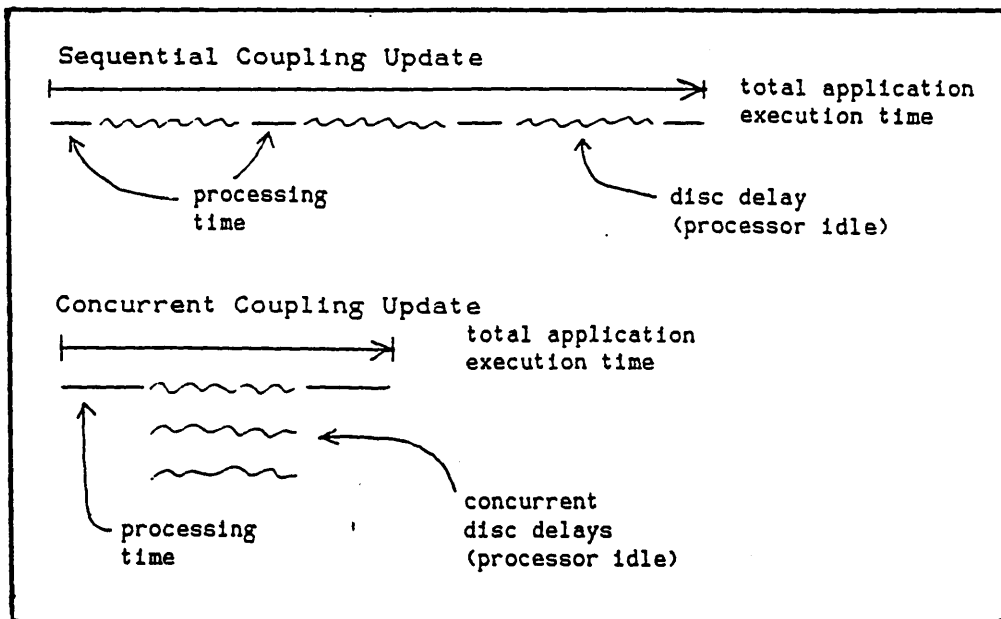 Sequential Coupling Update
total application
execution time
processing
time
disc delay
(processor idle)
Concurrent Coupling Update
total application
execution time
processing
time
concurrent
disc delays
(processor idle)